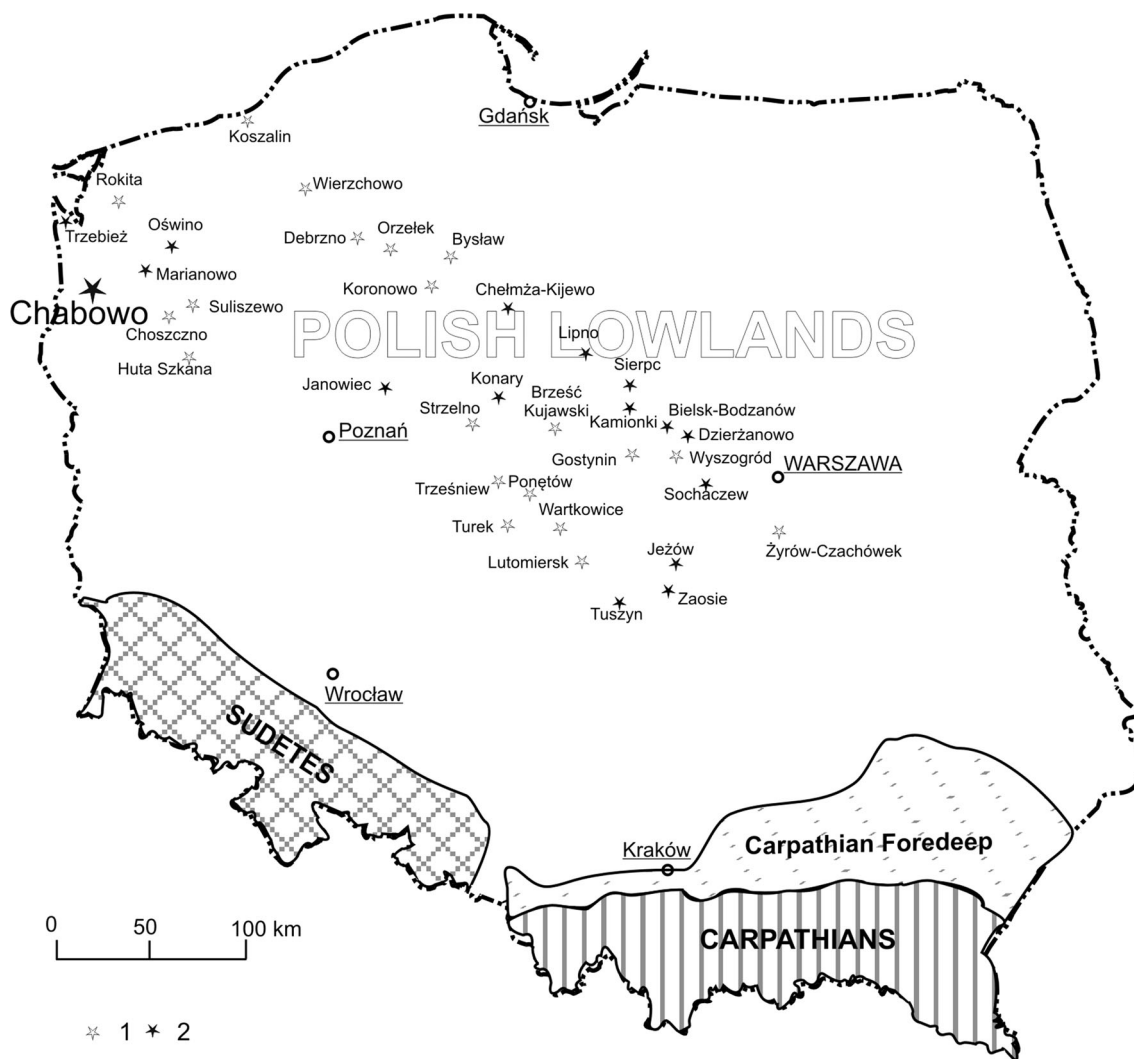 Gdańsk
Koszalin
Rokita
Wierzchowo
Trzebież
Oświno
Debrzno
Orzełek
Bysław
Marianowo
Koronowo
Chełmża-Kijewo
Chabowo
Suliszewo
Choszczno
POLISH LOWLANDS
Lipno
Huta Szkana
Sierpc
Janowiec
Konary
Brześć
Kujawski
Strzelno
Kamionki
Bielsk-Bodzanów
Poznań
Dzierżanowo
Gostynin
Wyszogród
WARSZAWA
Trześniew
Ponętów
Sochaczew
Wartkowice
Turek
Jeżów
Żyrów-Czachówek
Lutomiersk
Zaosie
Tuszyn
Wrocław
SUDETES
Kraków
Carpathian Foredeep
0 50 100 km
CARPATHIANS
1 2